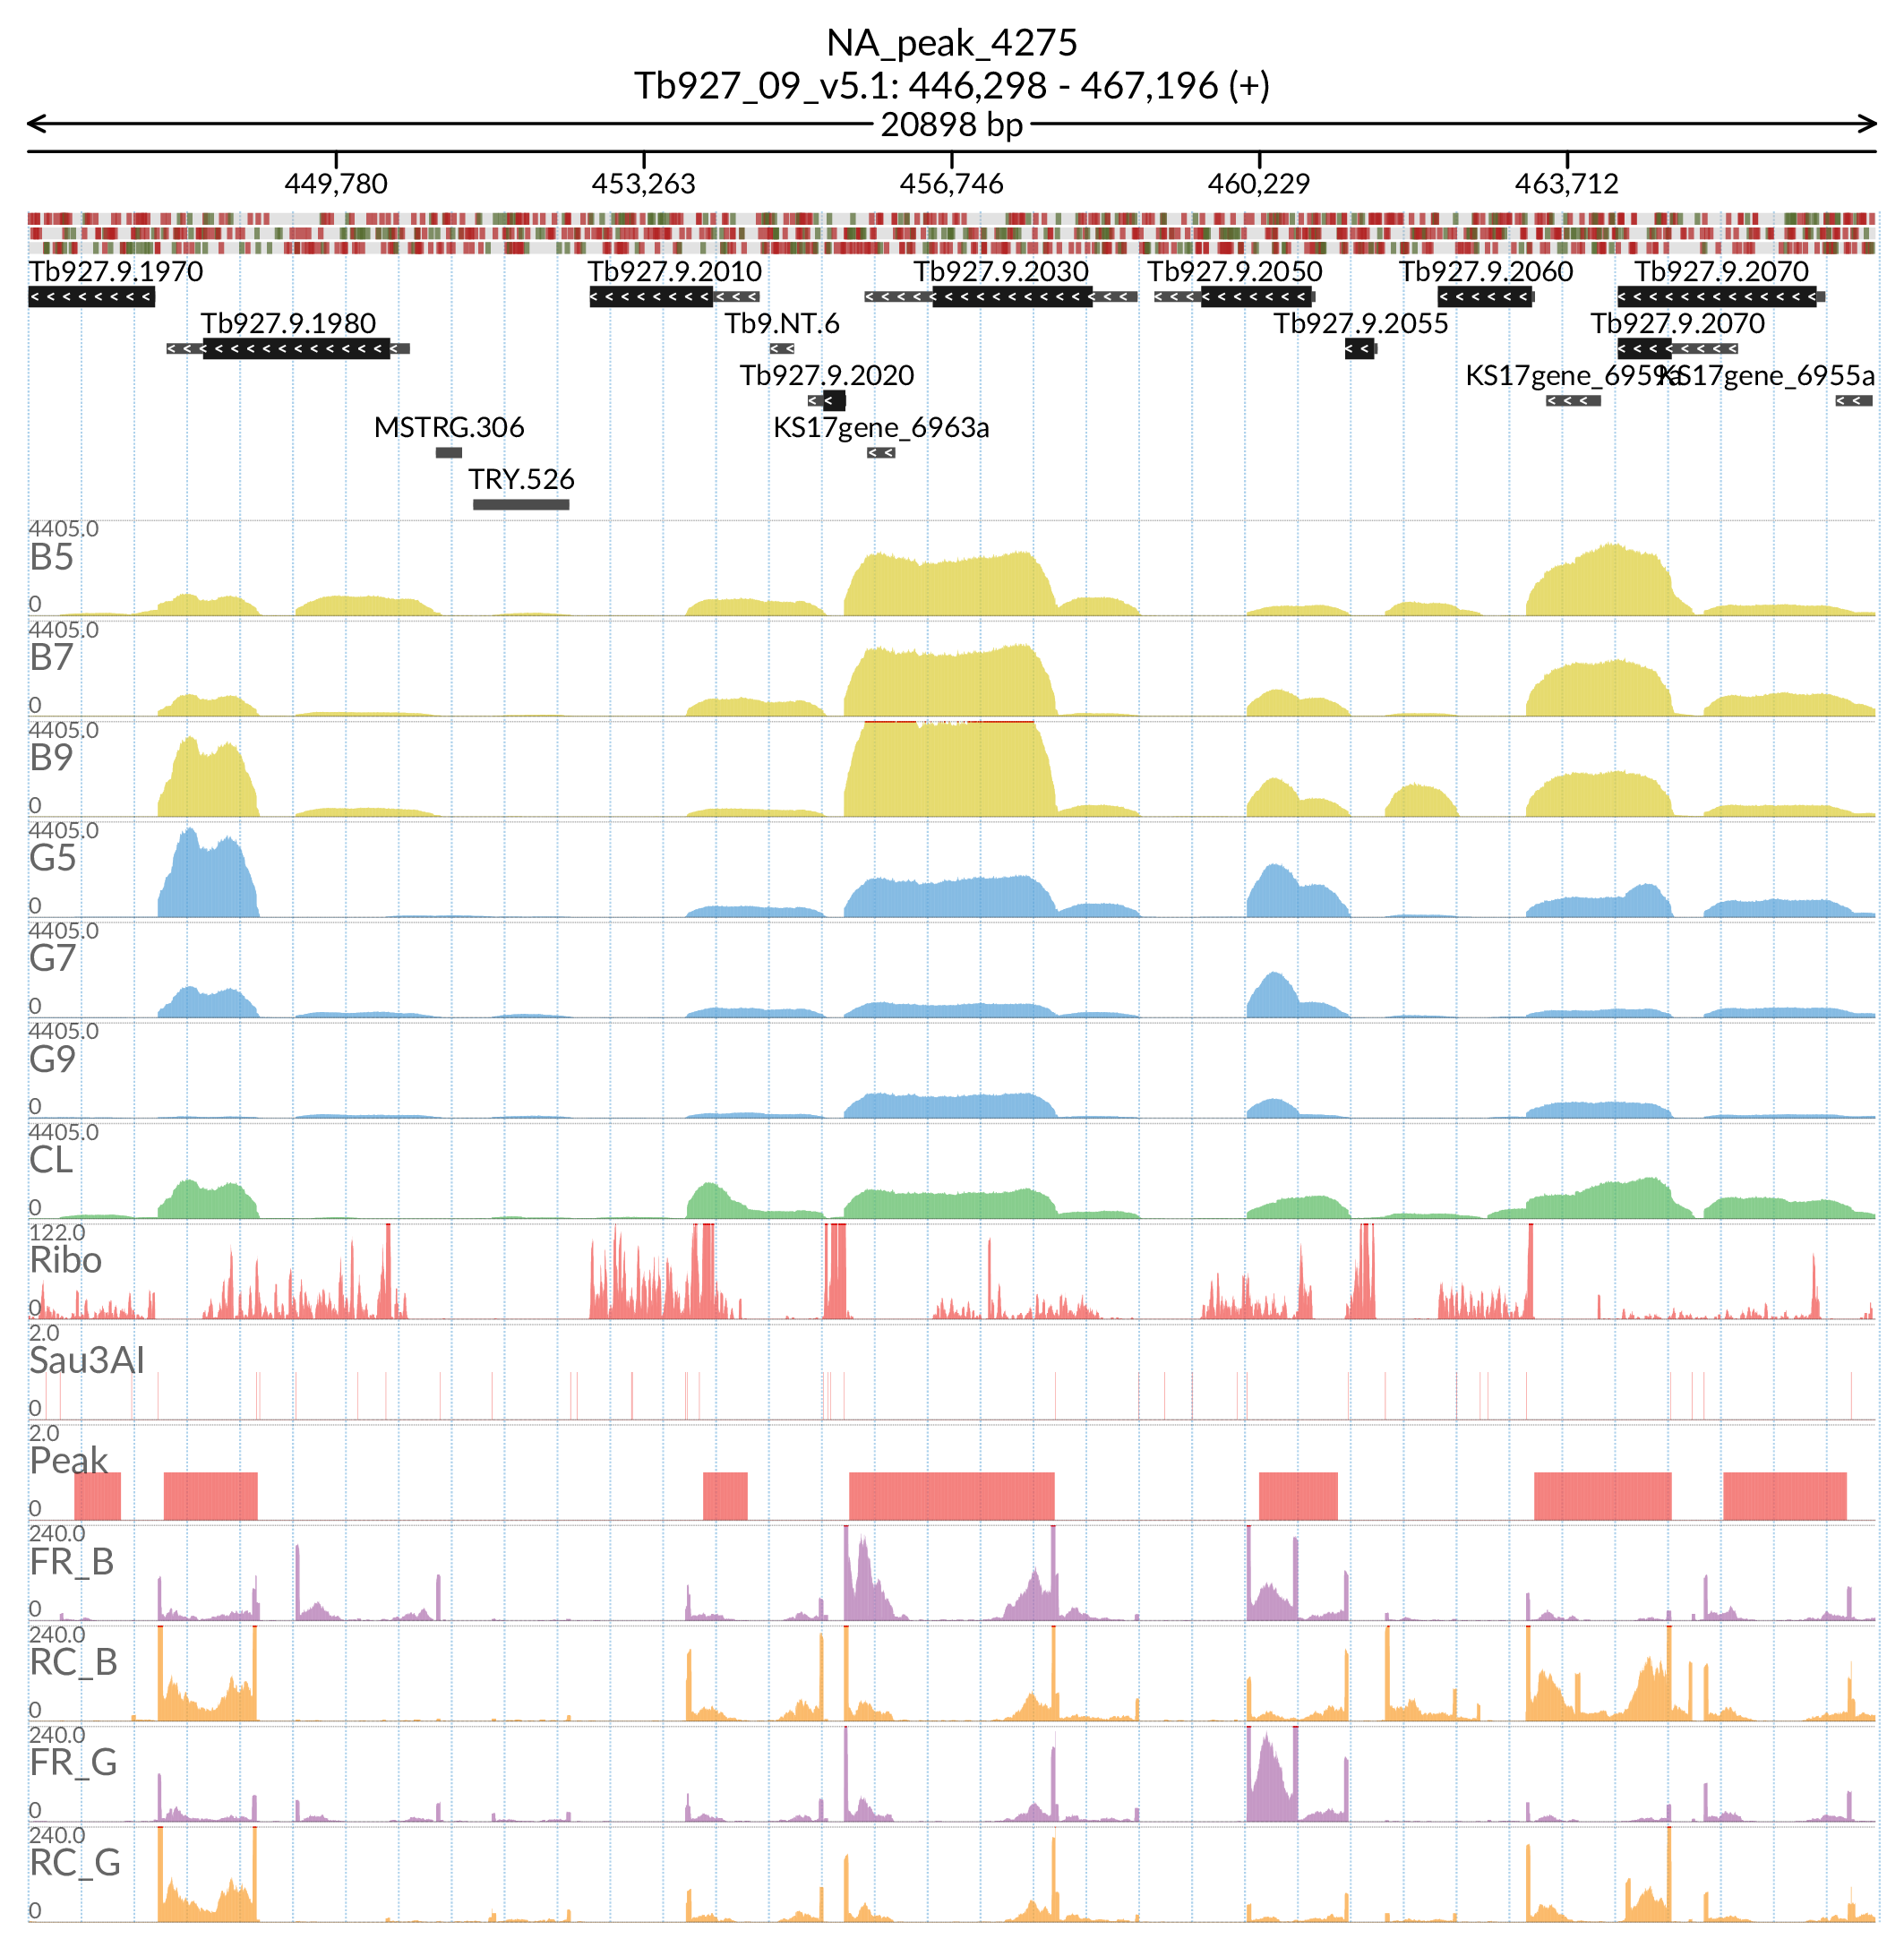 NA_peak_4275
Tb927_09_v5.1: 446,298 - 467,196 (+)
20898 bp
449,780 453,263 456,746 460,229 463,712
Tb927.9.1970 Tb927.9.2010 Tb927.9.2030 Tb927.9.2050 Tb927.9.2060 Tb927.9.2070
Tb927.9.1980 Tb9.NT.6 Tb927.9.2055 Tb927.9.2070
Tb927.9.2020 KS17gene_6959a KS17gene_6955a
MSTRG.306 KS17gene_6963a
TRY.526
4405.0
B5
0
4405.0
B7
0
4405.0
B9
0
4405.0
G5
0
4405.0
G7
0
4405.0
G9
0
4405.0
CL
0
122.0
Ribo
0
2.0
Sau3AI
0
2.0
Peak
0
240.0
FR_B
0
240.0
RC_B
0
240.0
FR_G
0
240.0
RC_G
0